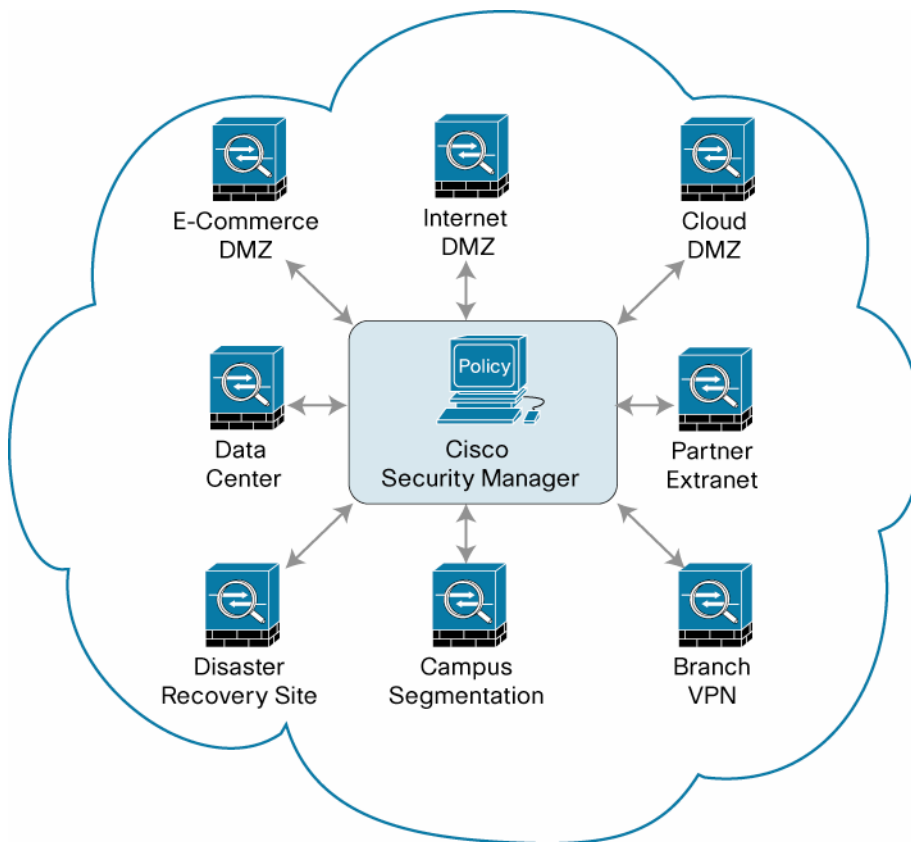 E-Commerce
DMZ
Internet
DMZ
Cloud
DMZ
Data
Center
Policy
Cisco
Security Manager
Partner
Extranet
Disaster
Recovery Site
Campus
Segmentation
Branch
VPN